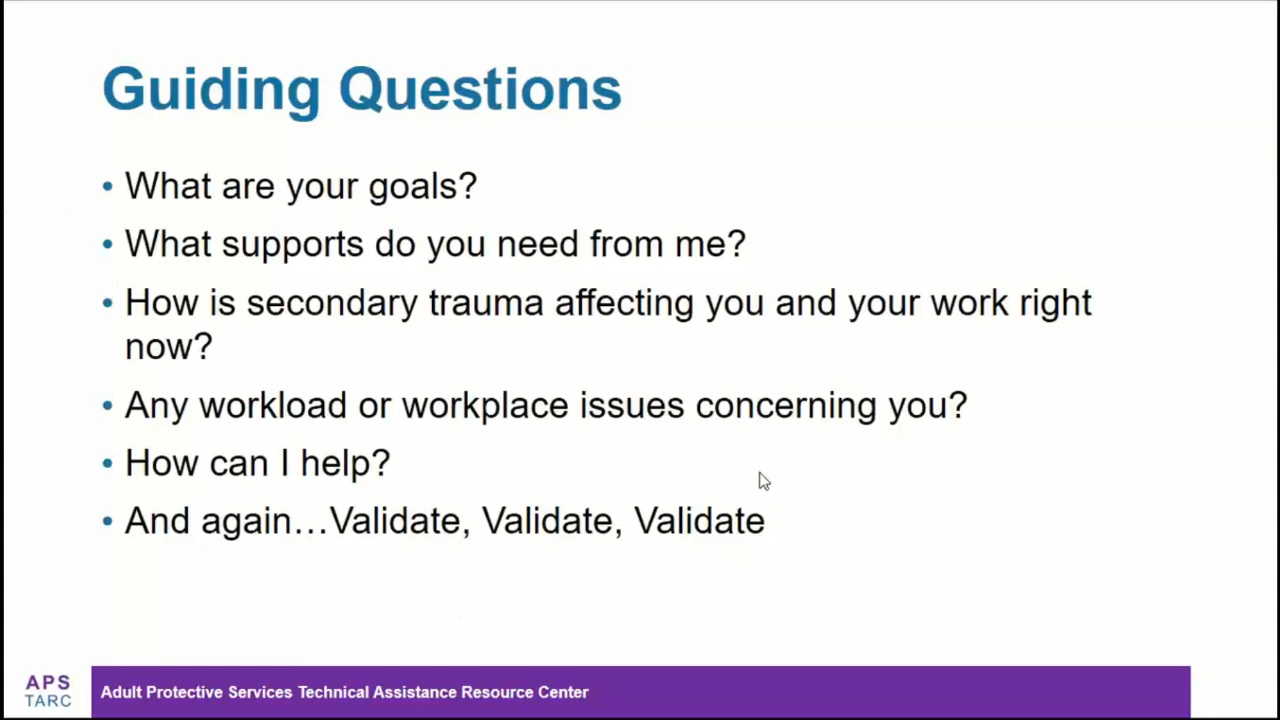 Guiding Questions
• What are your goals?
• What supports do you need from me?
• How is secondary trauma affecting you and your work right
now?
• Any workload or workplace issues concerning you?
• How can I help?
• And again…Validate, Validate, Validate
APS
TARC
Adult Protective Services Technical Assistance Resource Center